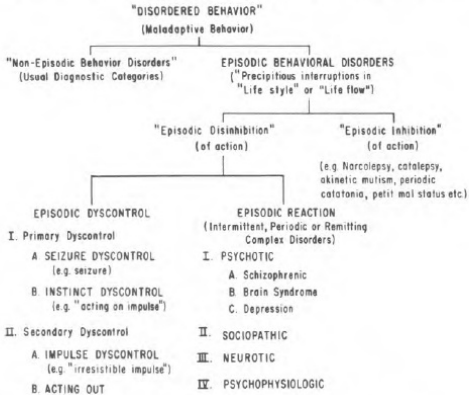 "DISORDERED BEHAVIOR"
(Maladaptive Behavior)
"Non-Episodic Behavior Disorders"
(Usual Diagnostic Categories)
EPISODIC BEHAVIORAL DISORDERS
("Precipitious interruptions in
"Life style" or "Life flow")
"Episodic Disinhibition"
(of action)
"Episodic Inhibition"
(of action)
(e.g. Narcolepsy, catalepsy,
akinetic mutism, periodic
catatonia, petit mal status etc.)
EPISODIC DYSCONTROL
I. Primary Dyscontrol
A SEIZURE DYSCONTROL
(e.g. seizure)
B. INSTINCT DYSCONTROL
(e.g. "acting on impulse")
II. Secondary Dyscontrol
A. IMPULSE DYSCONTROL
(e.g. "irresistible impulse")
B. ACTING OUT
EPISODIC REACTION
(Intermittent, Periodic or Remitting
Complex Disorders)
I. PSYCHOTIC
A. Schizophrenic
B. Brain Syndrome
C. Depression
II. SOCIOPATHIC
III. NEUROTIC
IV. PSYCHOPHYSIOLOGIC